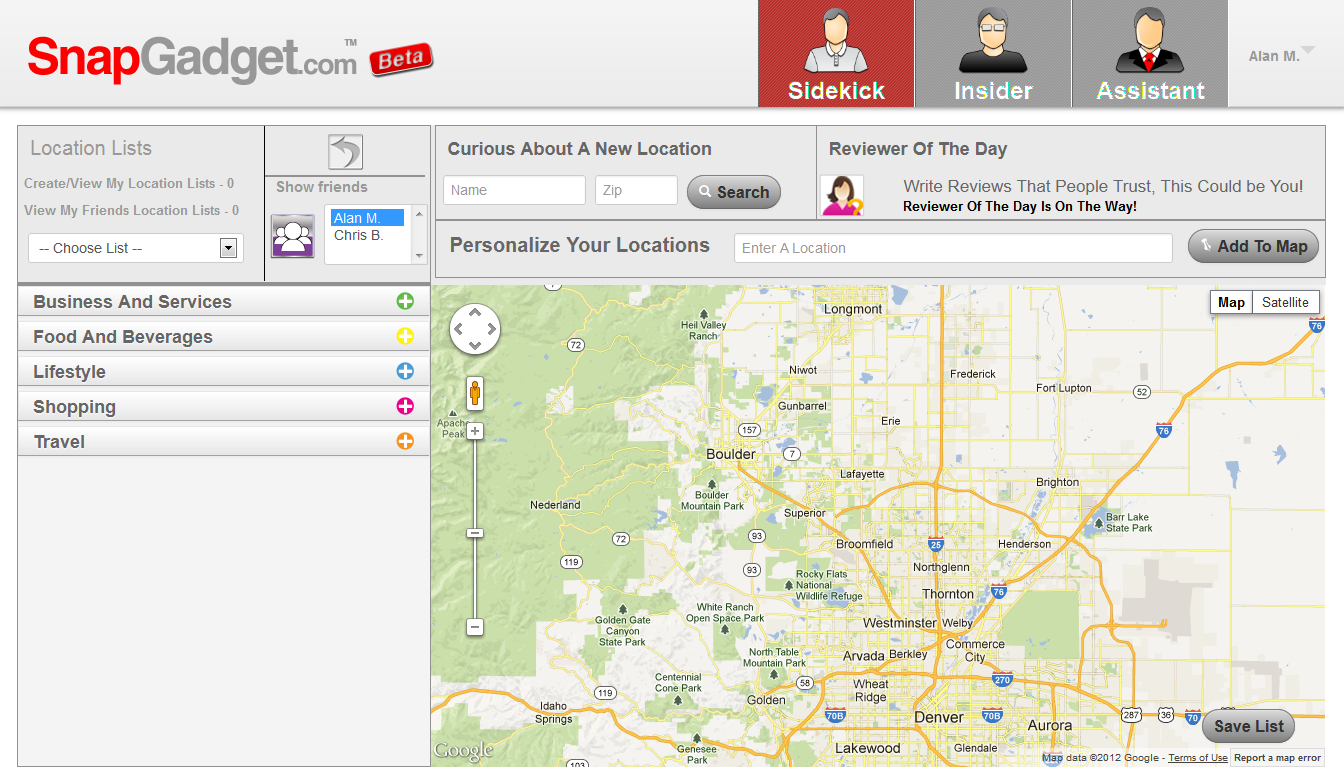 SnapGadget.com™ Beta
Sidekick
Insider
Assistant
Alan M.
Location Lists
Create/View My Location Lists - 0
View My Friends Location Lists - 0
-- Choose List --
Show friends
Alan M.
Chris B.
Curious About A New Location
Name
Zip
Search
Reviewer Of The Day
Write Reviews That People Trust, This Could be You!
Reviewer Of The Day Is On The Way!
Personalize Your Locations
Enter A Location
Add To Map
Business And Services
Food And Beverages
Lifestyle
Shopping
Travel
Map
Satellite
Longmont
76
Heil Valley
Ranch
72
Niwot
Frederick
Fort Lupton
52
Gunbarrel
Apache
Peak
Erie
157
76
Boulder
7
Lafayette
Brighton
Boulder
Mountain Park
Nederland
Superior
Barr Lake
State Park
72
93
Broomfield
25
Henderson
119
93
Northglenn
Rocky Flats
National
Wildlife Refuge
Thornton
76
White Ranch
Open Space Park
Golden Gate
Canyon
State Park
Westminster
Welby
Commerce
City
North Table
Mountain Park
Arvada
Berkley
Centennial
Cone Park
58
Wheat
Ridge
270
119
Golden
Idaho
Springs
70B
Denver
70B
287
36
70
Aurora
Save List
Google
Genesee
Park
Lakewood
Glendale
103
Map data ©2012 Google - Terms of Use
Report a map error